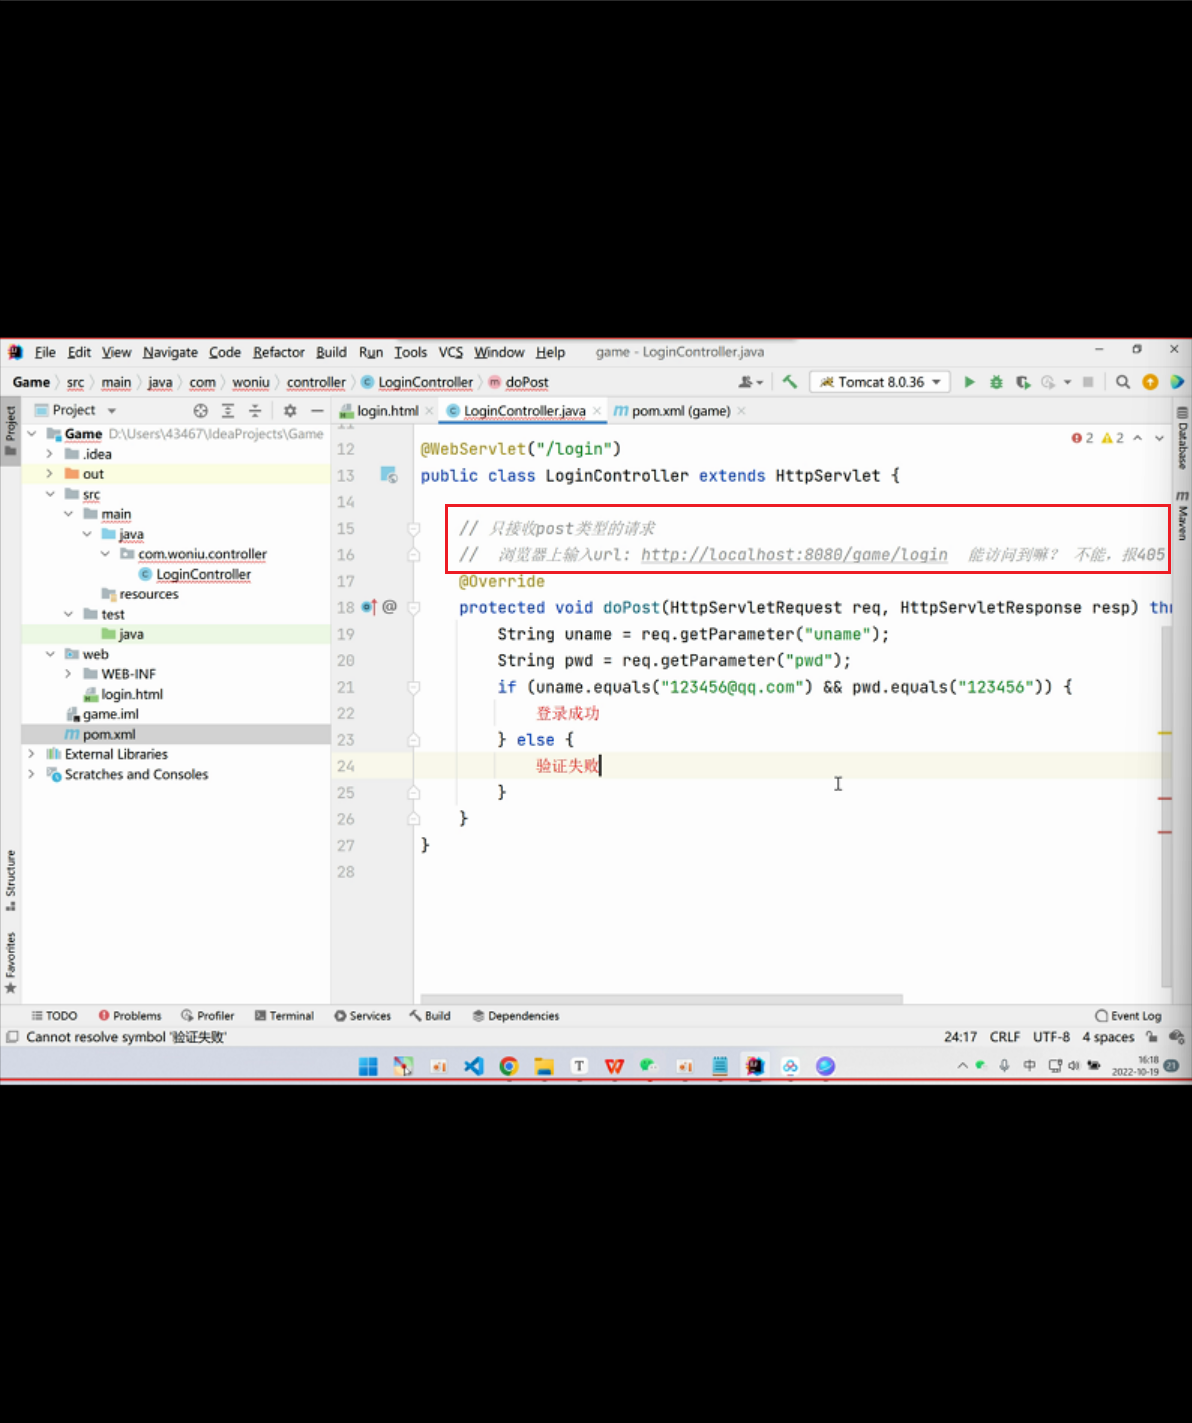 File Edit View Navigate Code Refactor Build Run Tools VCS Window Help game - LoginController.java
Game src main java com woniu controller LoginController doPost Tomcat 8.0.36
Project login.html LoginController.java pom.xml (game)
Project
Game D:\Users\43467\IdeaProjects\Game
.idea
out
src
main
java
com.woniu.controller
LoginController
resources
test
java
web
WEB-INF
login.html
game.iml
pom.xml
External Libraries
Scratches and Consoles
Structure
Favorites
2 2
12 @WebServlet("/login")
13 public class LoginController extends HttpServlet {
14
15 // 只接收post类型的请求
16 // 浏览器上输入url: http://localhost:8080/game/login 能访问到嘛? 不能, 报405
17 @Override
18 @ protected void doPost(HttpServletRequest req, HttpServletResponse resp) thr
19 String uname = req.getParameter("uname");
20 String pwd = req.getParameter("pwd");
21 if (uname.equals("123456@qq.com") && pwd.equals("123456")) {
22 登录成功
23 } else {
24 验证失败
25 }
26 }
27 }
28
Database
Maven
TODO Problems Profiler Terminal Services Build Dependencies Event Log
Cannot resolve symbol '验证失败' 24:17 CRLF UTF-8 4 spaces
中 16:18
2022-10-19 21